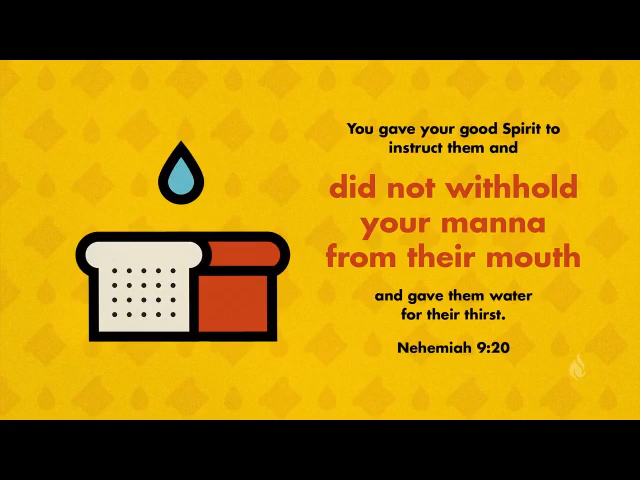 You gave your good Spirit to
instruct them and
did not withhold
your manna
from their mouth
and gave them water
for their thirst.
Nehemiah 9:20